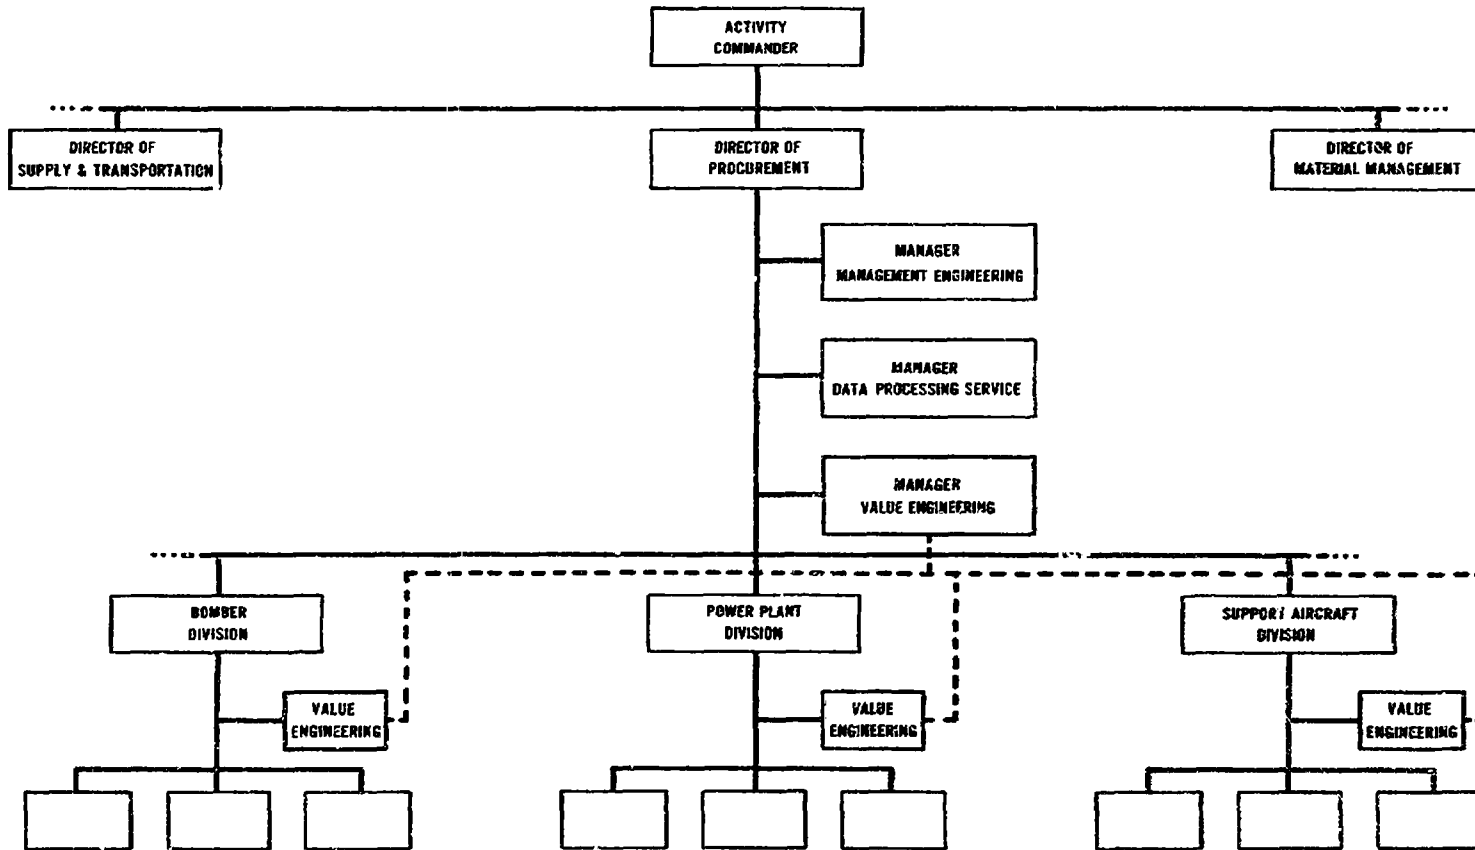 ACTIVITY
COMMANDER
DIRECTOR OF
SUPPLY & TRANSPORTATION
DIRECTOR OF
PROCUREMENT
DIRECTOR OF
MATERIAL MANAGEMENT
MANAGER
MANAGEMENT ENGINEERING
MANAGER
DATA PROCESSING SERVICE
MANAGER
VALUE ENGINEERING
BOMBER
DIVISION
POWER PLANT
DIVISION
SUPPORT AIRCRAFT
DIVISION
VALUE
ENGINEERING
VALUE
ENGINEERING
VALUE
ENGINEERING